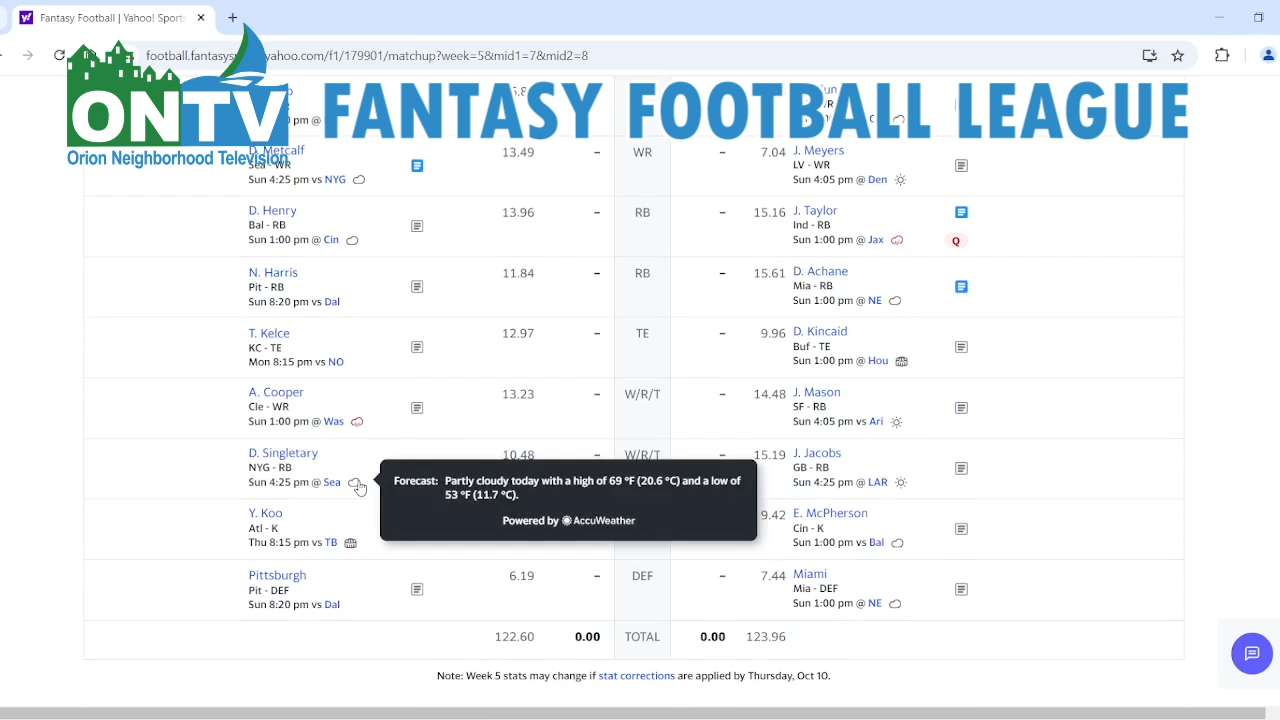 Fantasy Football | Yahoo! Sports
football.fantasysp yahoo.com/f1/179901/matchup?week=5&mid1=7&mid2=8
ONTV
Orion Neighborhood Television
FANTASY FOOTBALL LEAGUE
D. Metcalf
Sea - WR
Sun 4:25 pm vs NYG
13.49 – WR – 7.04
J. Meyers
LV - WR
Sun 4:05 pm @ Den
D. Henry
Bal - RB
Sun 1:00 pm @ Cin
13.96 – RB – 15.16
J. Taylor
Ind - RB
Sun 1:00 pm @ Jax
Q
N. Harris
Pit - RB
Sun 8:20 pm vs Dal
11.84 – RB – 15.61
D. Achane
Mia - RB
Sun 1:00 pm @ NE
T. Kelce
KC - TE
Mon 8:15 pm vs NO
12.97 – TE – 9.96
D. Kincaid
Buf - TE
Sun 1:00 pm @ Hou
A. Cooper
Cle - WR
Sun 1:00 pm @ Was
13.23 – W/R/T – 14.48
J. Mason
SF - RB
Sun 4:05 pm vs Ari
D. Singletary
NYG - RB
Sun 4:25 pm @ Sea
10.48 – W/R/T – 15.19
J. Jacobs
GB - RB
Sun 4:25 pm @ LAR
Forecast: Partly cloudy today with a high of 69 °F (20.6 °C) and a low of
53 °F (11.7 °C).
Powered by AccuWeather
Y. Koo
Atl - K
Thu 8:15 pm vs TB
9.42
E. McPherson
Cin - K
Sun 1:00 pm vs Bal
Pittsburgh
Pit - DEF
Sun 8:20 pm vs Dal
6.19 – DEF – 7.44
Miami
Mia - DEF
Sun 1:00 pm @ NE
122.60 0.00 TOTAL 0.00 123.96
Note: Week 5 stats may change if stat corrections are applied by Thursday, Oct 10.